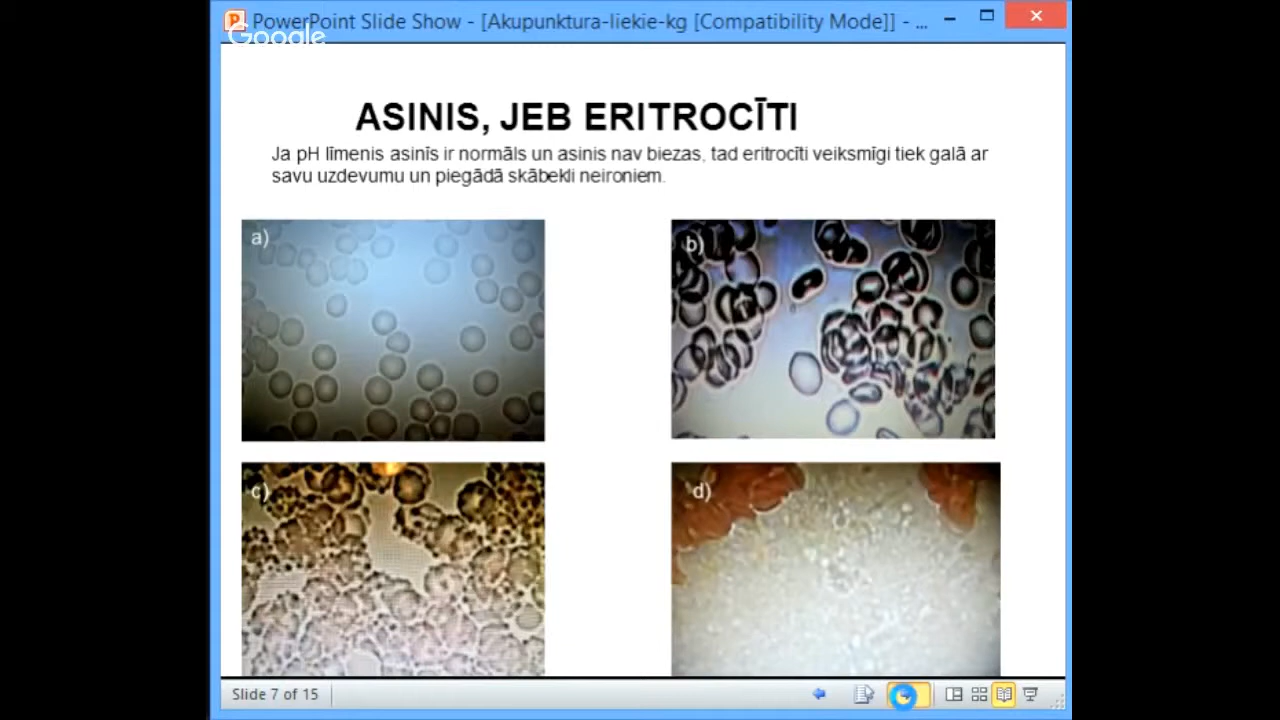 PowerPoint Slide Show - [Akupunktura-liekie-kg [Compatibility Mode]] - ...
Google
ASINIS, JEB ERITROCĪTI
Ja pH līmenis asinīs ir normāls un asinis nav biezas, tad eritrocīti veiksmīgi tiek galā ar
savu uzdevumu un piegādā skābekli neironiem.
a)
b)
c)
d)
Slide 7 of 15